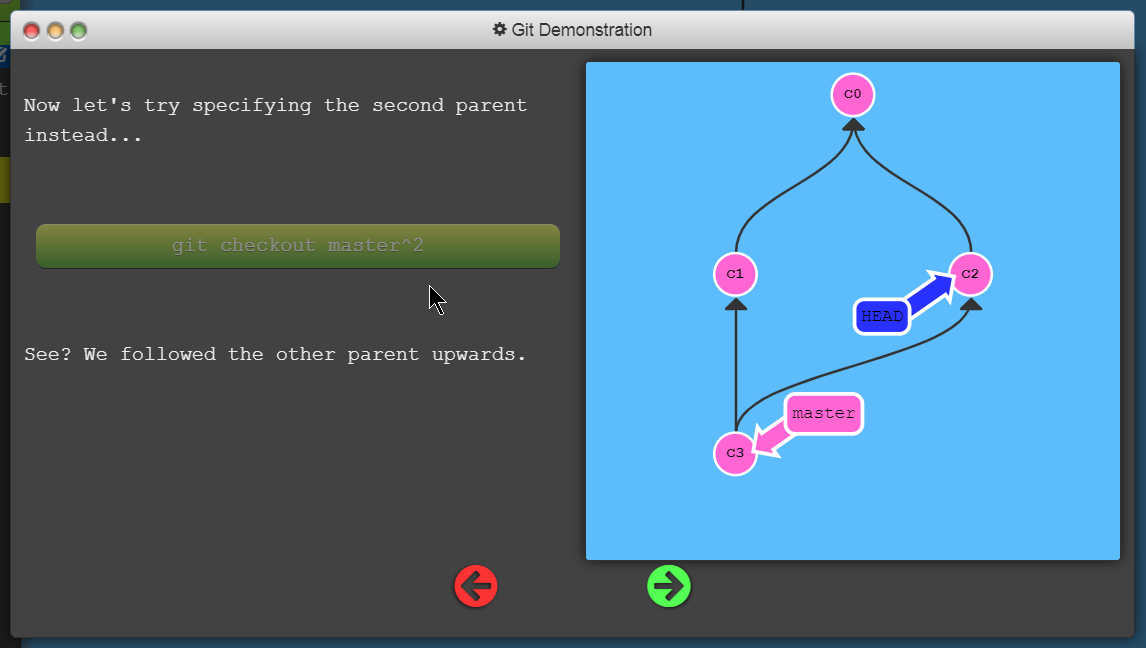 Git Demonstration
Now let's try specifying the second parent
instead...
git checkout master^2
See? We followed the other parent upwards.
C0
C1
C2
HEAD
master
C3
t